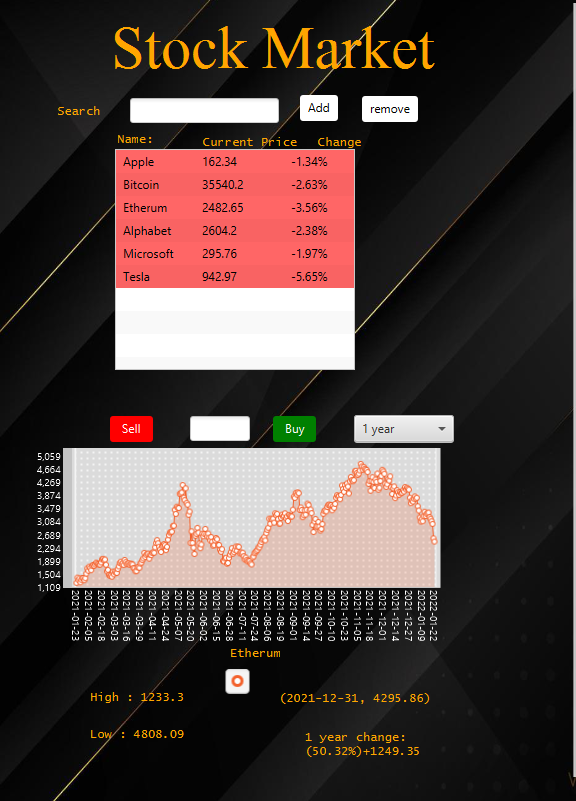 Stock Market
Search Add remove
Name: Current Price Change
Apple 162.34 -1.34%
Bitcoin 35540.2 -2.63%
Etherum 2482.65 -3.56%
Alphabet 2604.2 -2.38%
Microsoft 295.76 -1.97%
Tesla 942.97 -5.65%
Sell Buy 1 year
5,059
4,664
4,269
3,874
3,479
3,084
2,689
2,294
1,899
1,504
1,109
2021-01-23
2021-02-05
2021-02-18
2021-03-03
2021-03-16
2021-03-29
2021-04-11
2021-04-24
2021-05-07
2021-05-20
2021-06-02
2021-06-15
2021-06-28
2021-07-11
2021-07-24
2021-08-06
2021-08-19
2021-09-01
2021-09-14
2021-09-27
2021-10-10
2021-10-23
2021-11-05
2021-11-18
2021-12-01
2021-12-14
2021-12-27
2022-01-09
2022-01-22
Etherum
High : 1233.3 (2021-12-31, 4295.86)
Low : 4808.09
1 year change:
(50.32%)+1249.35